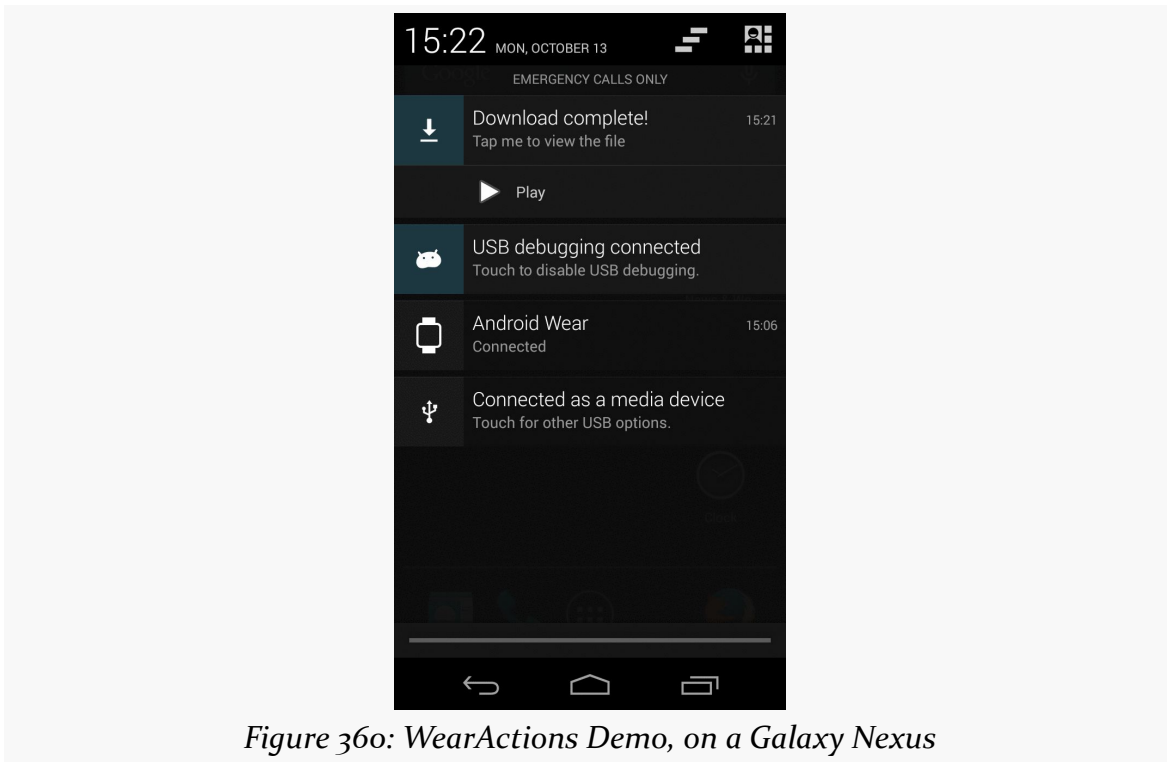 15:22 MON, OCTOBER 13
EMERGENCY CALLS ONLY
Download complete! 15:21
Tap me to view the file
Play
USB debugging connected
Touch to disable USB debugging.
Android Wear 15:06
Connected
Connected as a media device
Touch for other USB options.
Figure 360: WearActions Demo, on a Galaxy Nexus